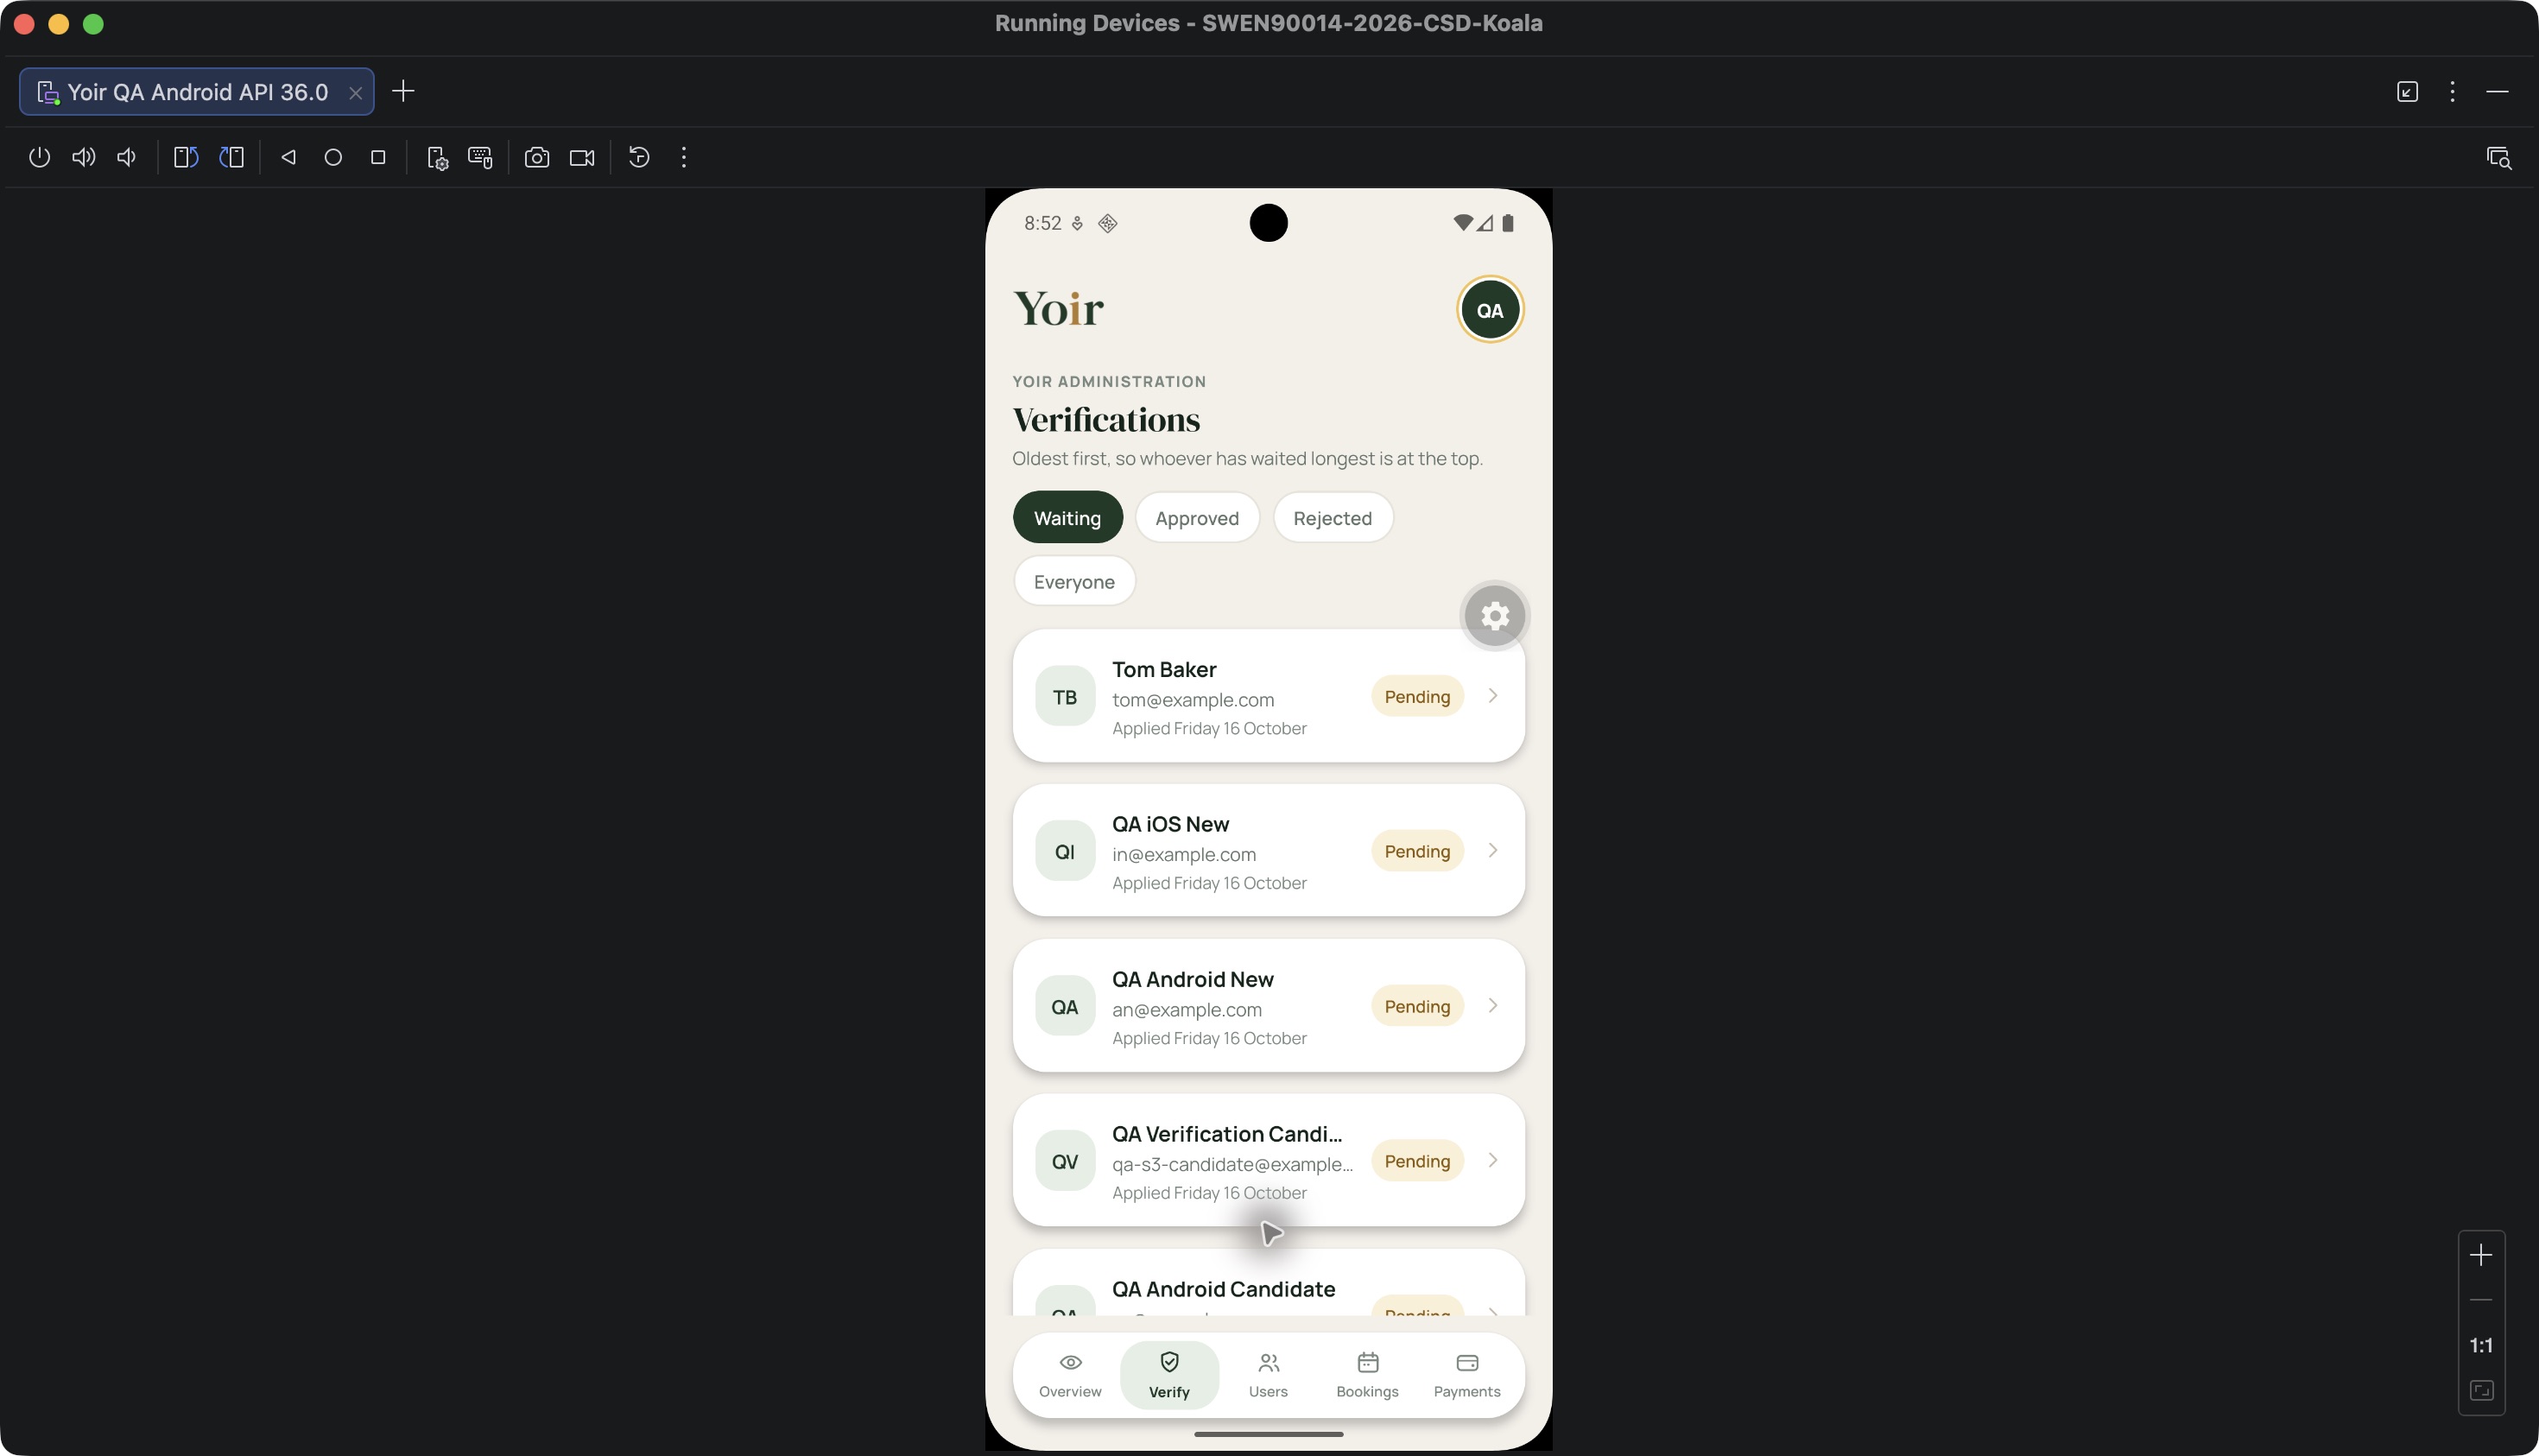 Running Devices - SWEN90014-2026-CSD-Koala
Yoir QA Android API 36.0
8:52
Yoir
QA
YOIR ADMINISTRATION
Verifications
Oldest first, so whoever has waited longest is at the top.
Waiting
Approved
Rejected
Everyone
TB
Tom Baker
tom@example.com
Applied Friday 16 October
Pending
QI
QA iOS New
in@example.com
Applied Friday 16 October
Pending
QA
QA Android New
an@example.com
Applied Friday 16 October
Pending
QV
QA Verification Candi...
qa-s3-candidate@example...
Applied Friday 16 October
Pending
QA
QA Android Candidate
Pending
Overview
Verify
Users
Bookings
Payments
1:1